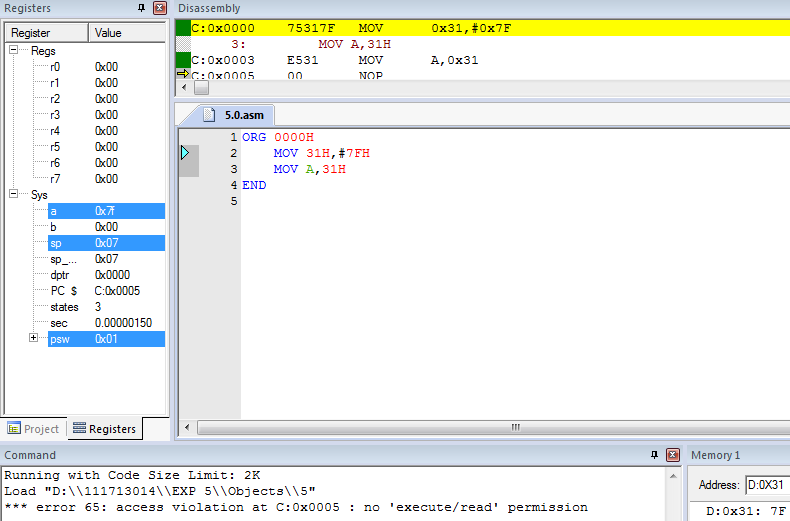 Registers
Register Value
Regs
r0 0x00
r1 0x00
r2 0x00
r3 0x00
r4 0x00
r5 0x00
r6 0x00
r7 0x00
Sys
a 0x7f
b 0x00
sp 0x07
sp_... 0x07
dptr 0x0000
PC $ C:0x0005
states 3
sec 0.00000150
psw 0x01
Project Registers
Disassembly
C:0x0000 75317F MOV 0x31,#0x7F
3: MOV A,31H
C:0x0003 E531 MOV A,0x31
C:0x0005 00 NOP
5.0.asm
1 ORG 0000H
2 MOV 31H,#7FH
3 MOV A,31H
4 END
5
Command
Running with Code Size Limit: 2K
Load "D:\\111713014\\EXP 5\\Objects\\5"
*** error 65: access violation at C:0x0005 : no 'execute/read' permission
Memory 1
Address: D:0X31
D:0x31: 7F